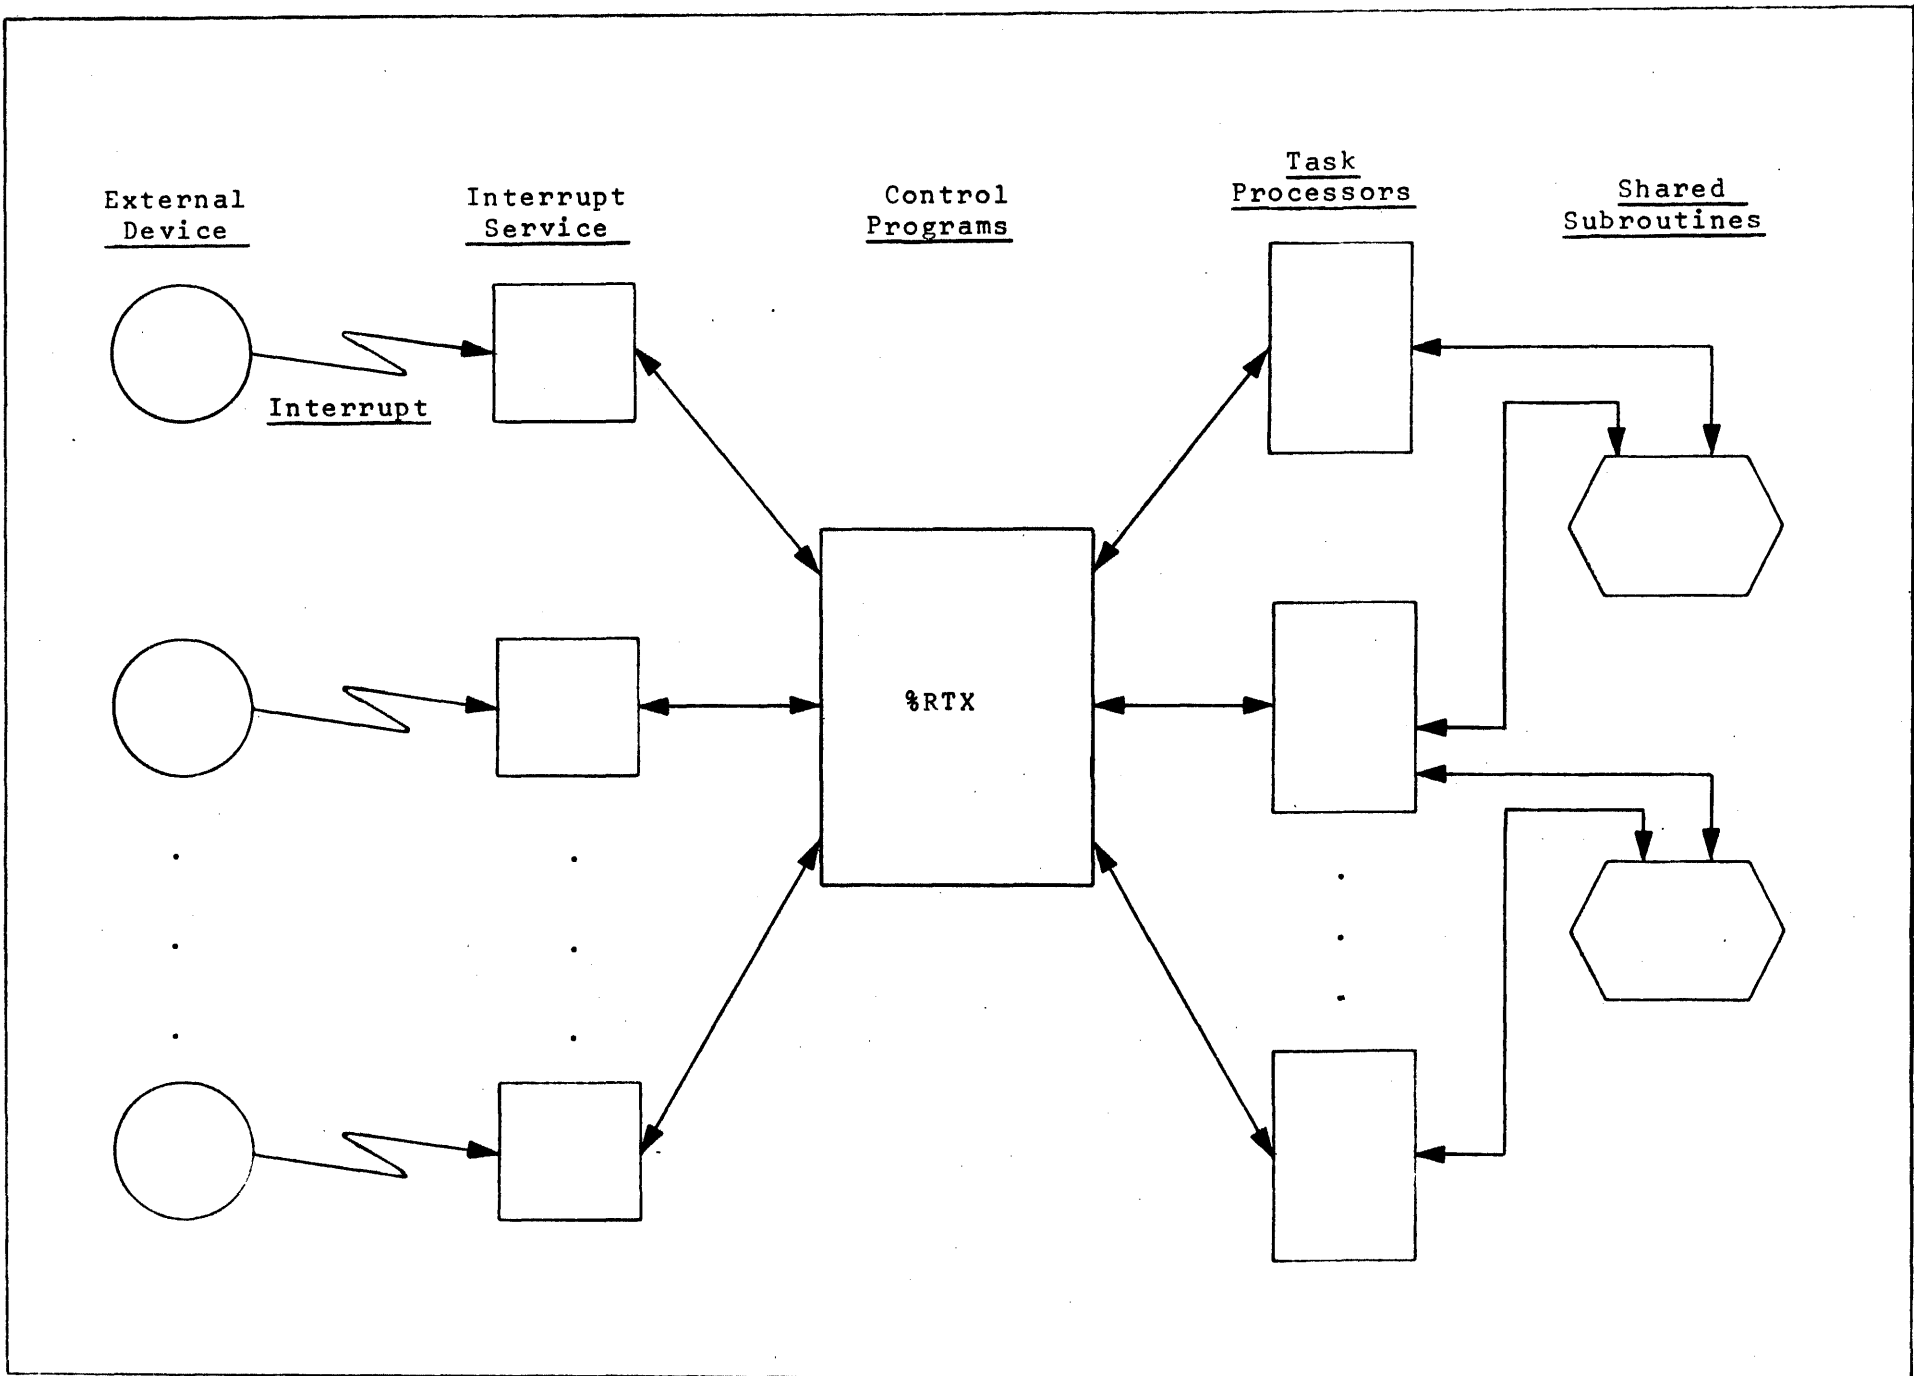 External
Device
Interrupt
Service
Control
Programs
Task
Processors
Shared
Subroutines
Interrupt
%RTX